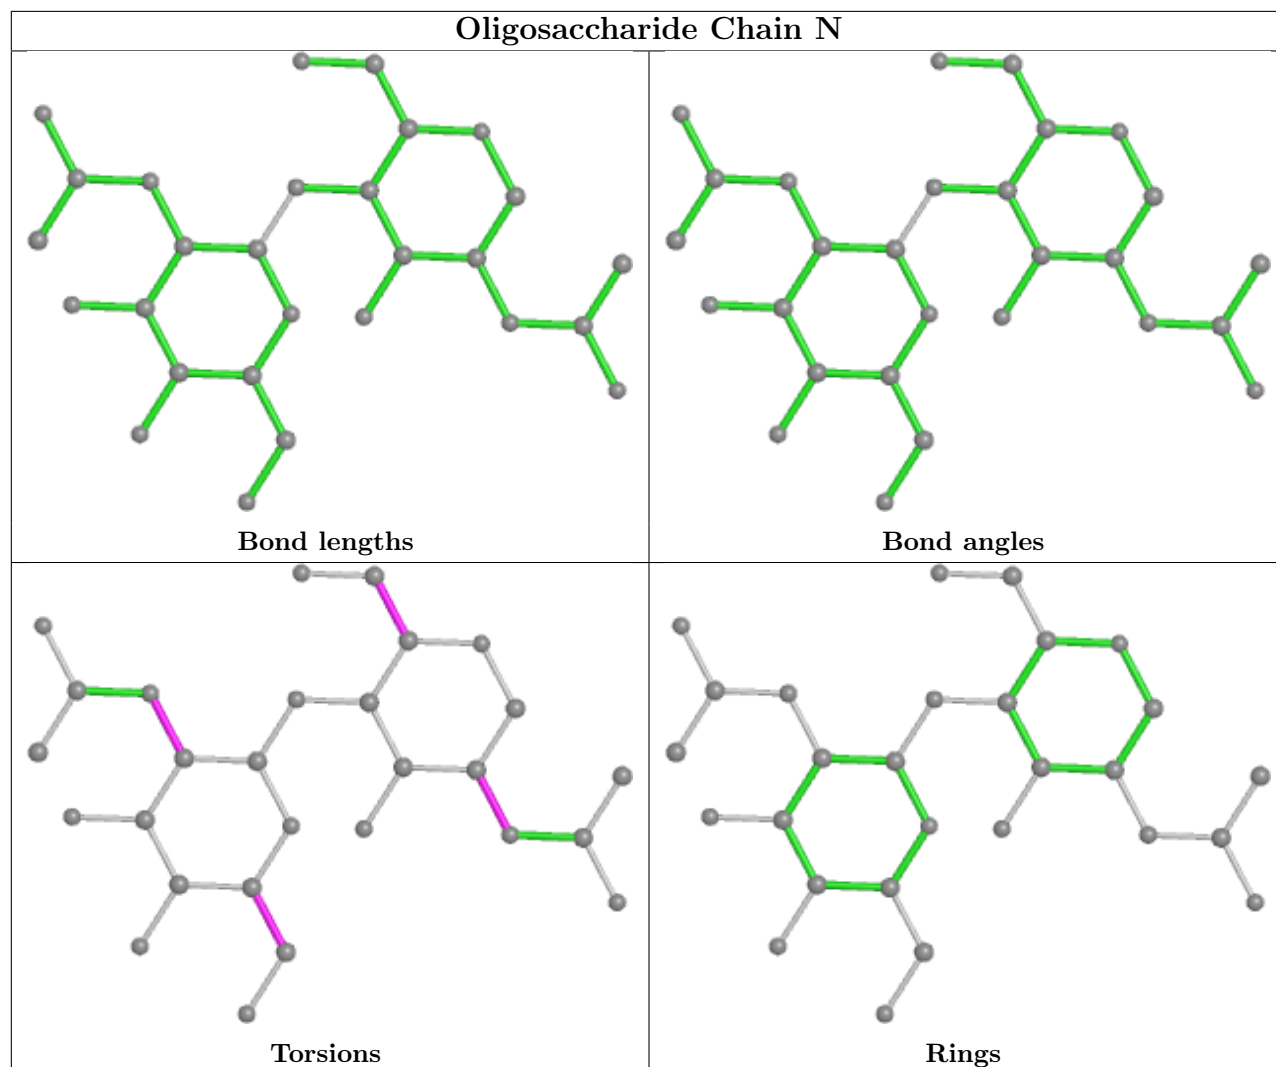 Oligosaccharide Chain N
Bond lengths
Bond angles
Torsions
Rings